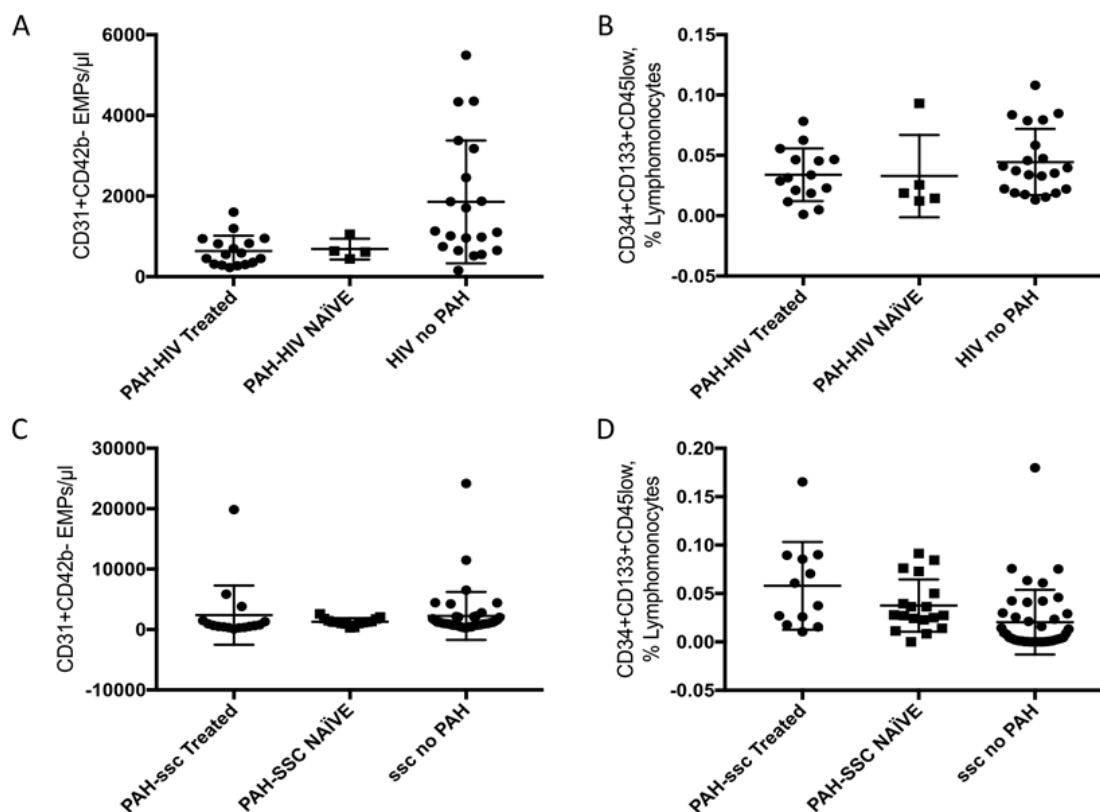 A
CD31+CD42b- EMPs/µl
6000
4000
2000
0
PAH-HIV Treated
PAH-HIV NAÏVE
HIV no PAH
B
CD34+CD133+CD45low,
% Lymphomonocytes
0.15
0.10
0.05
0.00
-0.05
PAH-HIV Treated
PAH-HIV NAÏVE
HIV no PAH
C
CD31+CD42b- EMPs/µl
30000
20000
10000
0
-10000
PAH-ssc Treated
PAH-SSC NAÏVE
ssc no PAH
D
CD34+CD133+CD45low,
% Lymphomonocytes
0.20
0.15
0.10
0.05
0.00
-0.05
PAH-ssc Treated
PAH-SSC NAÏVE
ssc no PAH